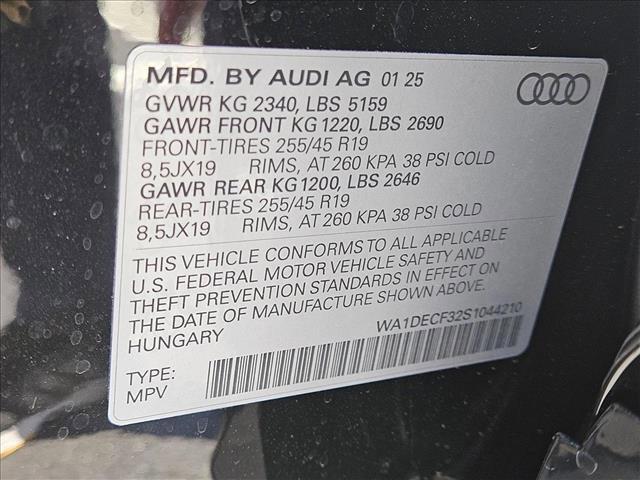 MFD. BY AUDI AG 01 25
GVWR KG 2340, LBS 5159
GAWR FRONT KG 1220, LBS 2690
FRONT-TIRES 255/45 R19
8,5JX19 RIMS, AT 260 KPA 38 PSI COLD
GAWR REAR KG 1200, LBS 2646
REAR-TIRES 255/45 R19
8,5JX19 RIMS, AT 260 KPA 38 PSI COLD
THIS VEHICLE CONFORMS TO ALL APPLICABLE
U.S. FEDERAL MOTOR VEHICLE SAFETY AND
THEFT PREVENTION STANDARDS IN EFFECT ON
THE DATE OF MANUFACTURE SHOWN ABOVE.
HUNGARY
WA1DECF32S1044210
TYPE:
MPV